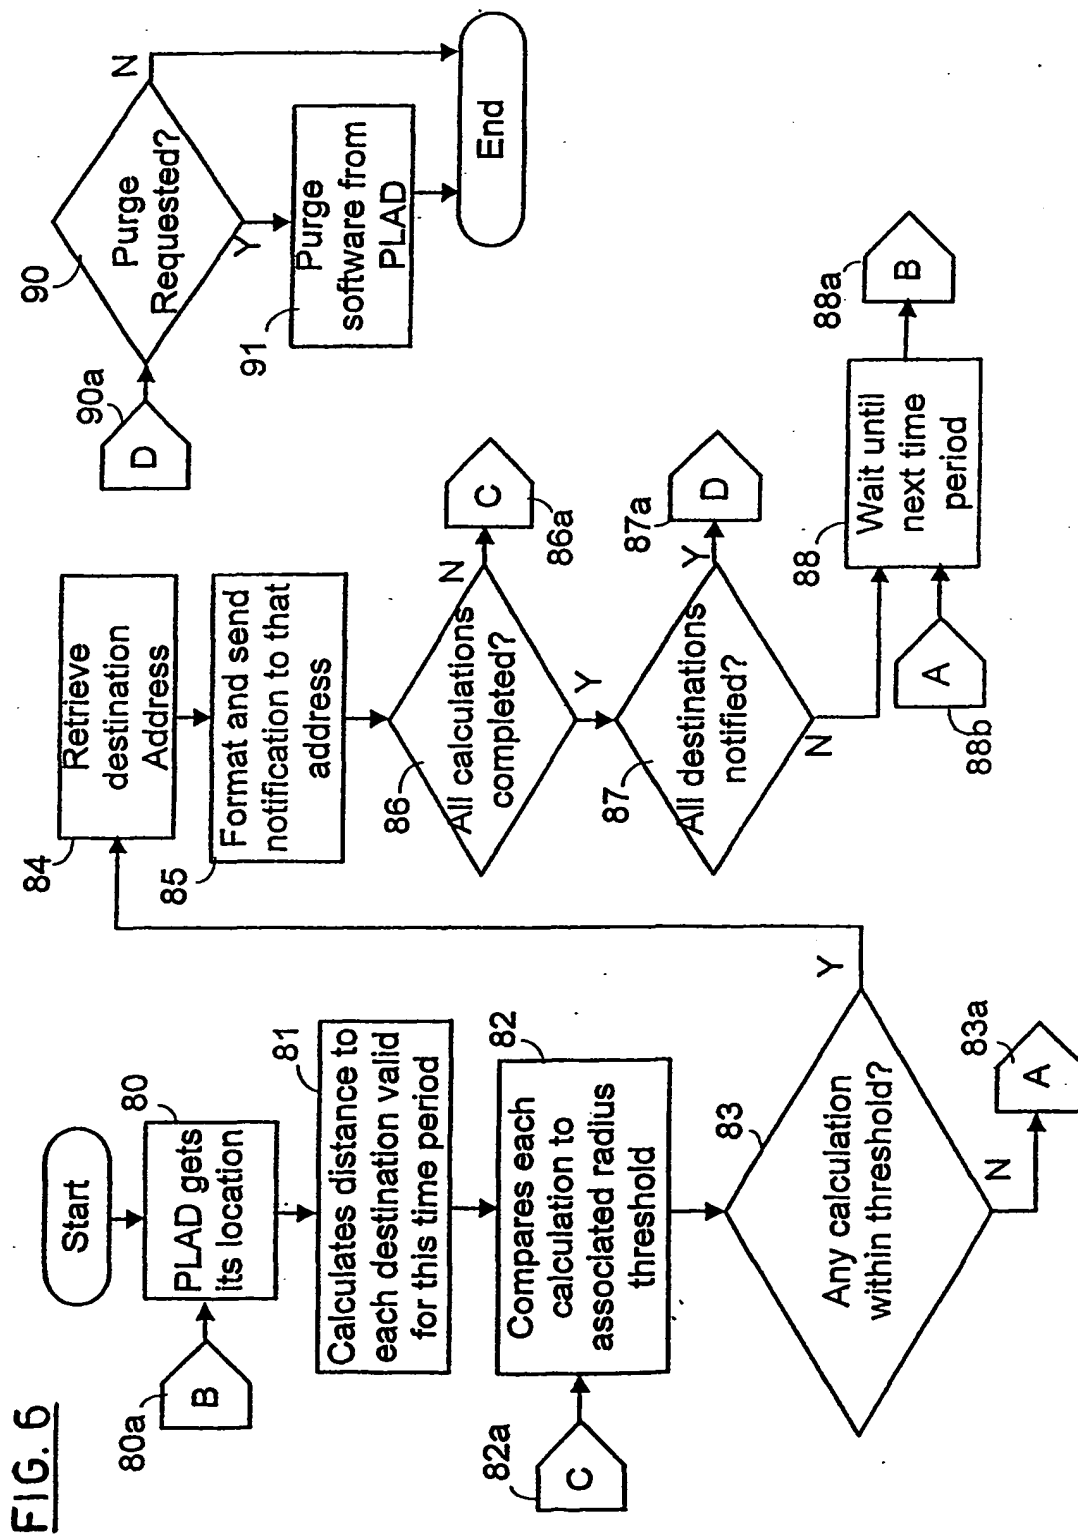 FIG. 6
Start
80
PLAD gets
its location
80a
B
81
Calculates distance to
each destination valid
for this time period
82
Compares each
calculation to
associated radius
threshold
82a
C
83
Any calculation
within threshold?
Y
N
83a
A
84
Retrieve
destination
Address
85
Format and send
notification to that
address
86
All calculations
completed?
N
C
86a
Y
87
All destinations
notified?
Y
87a
D
N
88
Wait until
next time
period
88a
B
A
88b
D
90a
90
Purge
Requested?
N
Y
91
Purge
software from
PLAD
End